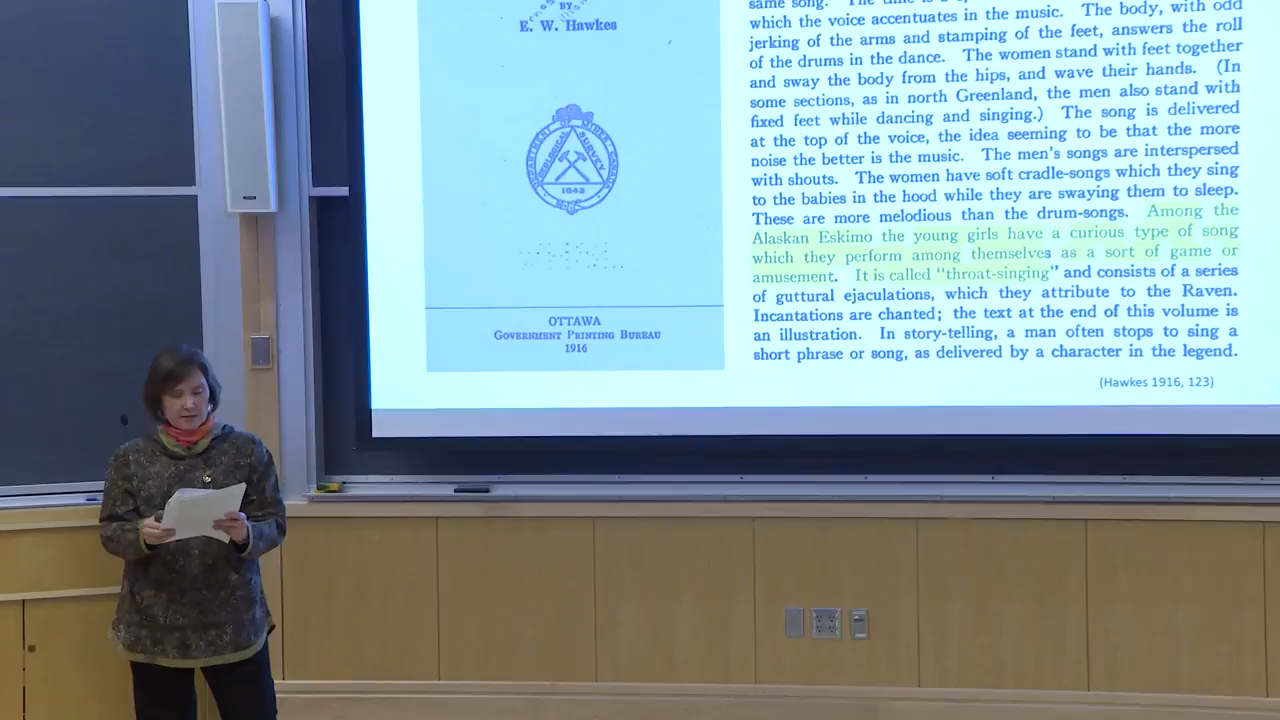 BY
E. W. Hawkes
DEPARTMENT OF MINES CANADA
GEOLOGICAL SURVEY
1842
OTTAWA
GOVERNMENT PRINTING BUREAU
1916
same song. The time is
which the voice accentuates in the music. The body, with odd
jerking of the arms and stamping of the feet, answers the roll
of the drums in the dance. The women stand with feet together
and sway the body from the hips, and wave their hands. (In
some sections, as in north Greenland, the men also stand with
fixed feet while dancing and singing.) The song is delivered
at the top of the voice, the idea seeming to be that the more
noise the better is the music. The men's songs are interspersed
with shouts. The women have soft cradle-songs which they sing
to the babies in the hood while they are swaying them to sleep.
These are more melodious than the drum-songs. Among the
Alaskan Eskimo the young girls have a curious type of song
which they perform among themselves as a sort of game or
amusement. It is called “throat-singing” and consists of a series
of guttural ejaculations, which they attribute to the Raven.
Incantations are chanted; the text at the end of this volume is
an illustration. In story-telling, a man often stops to sing a
short phrase or song, as delivered by a character in the legend.
(Hawkes 1916, 123)